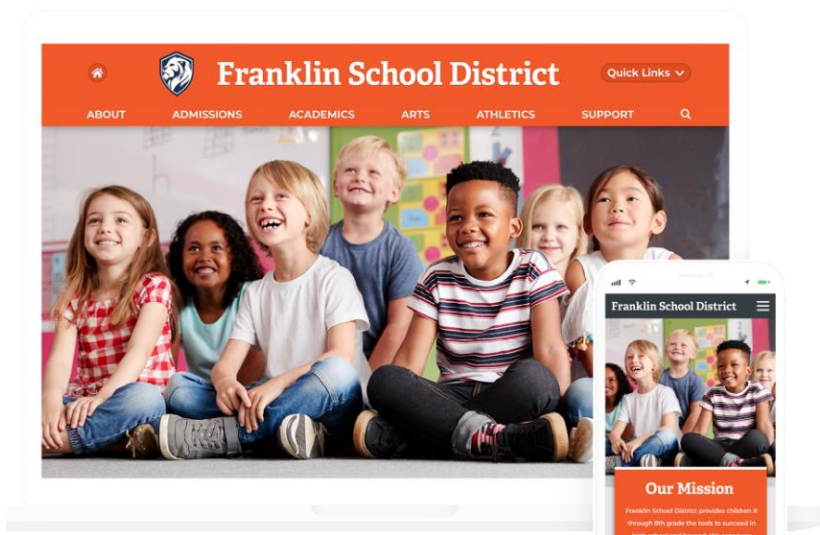 Franklin School District
Quick Links
ABOUT ADMISSIONS ACADEMICS ARTS ATHLETICS SUPPORT
Franklin School District
Our Mission
Franklin School District provides children K
through 8th grade the tools to succeed in